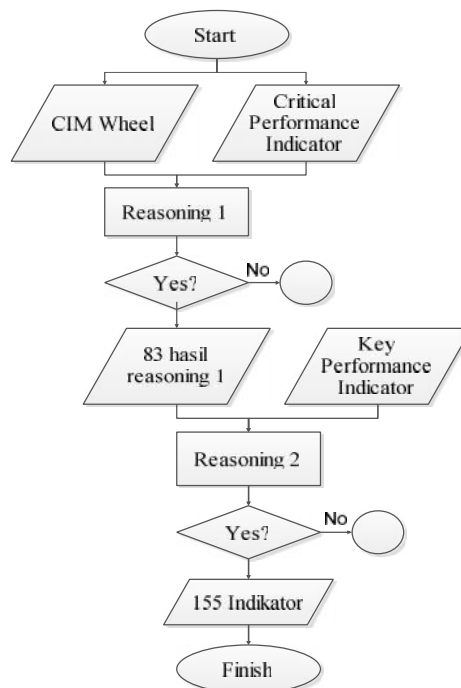 Start
CIM Wheel
Critical
Performance
Indicator
Reasoning 1
Yes?
No
83 hasil
reasoning 1
Key
Performance
Indicator
Reasoning 2
Yes?
No
155 Indikator
Finish